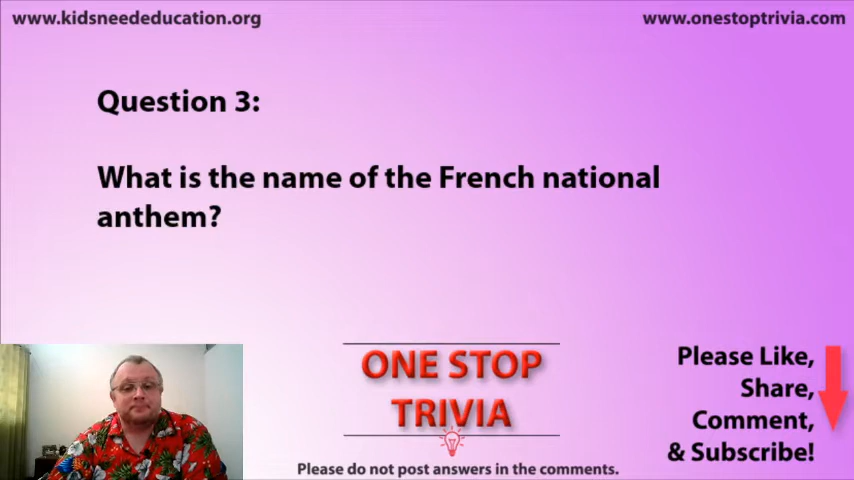 www.kidsneededucation.org
www.onestoptrivia.com
Question 3:
What is the name of the French national
anthem?
ONE STOP
TRIVIA
Please do not post answers in the comments.
Please Like,
Share,
Comment,
& Subscribe!